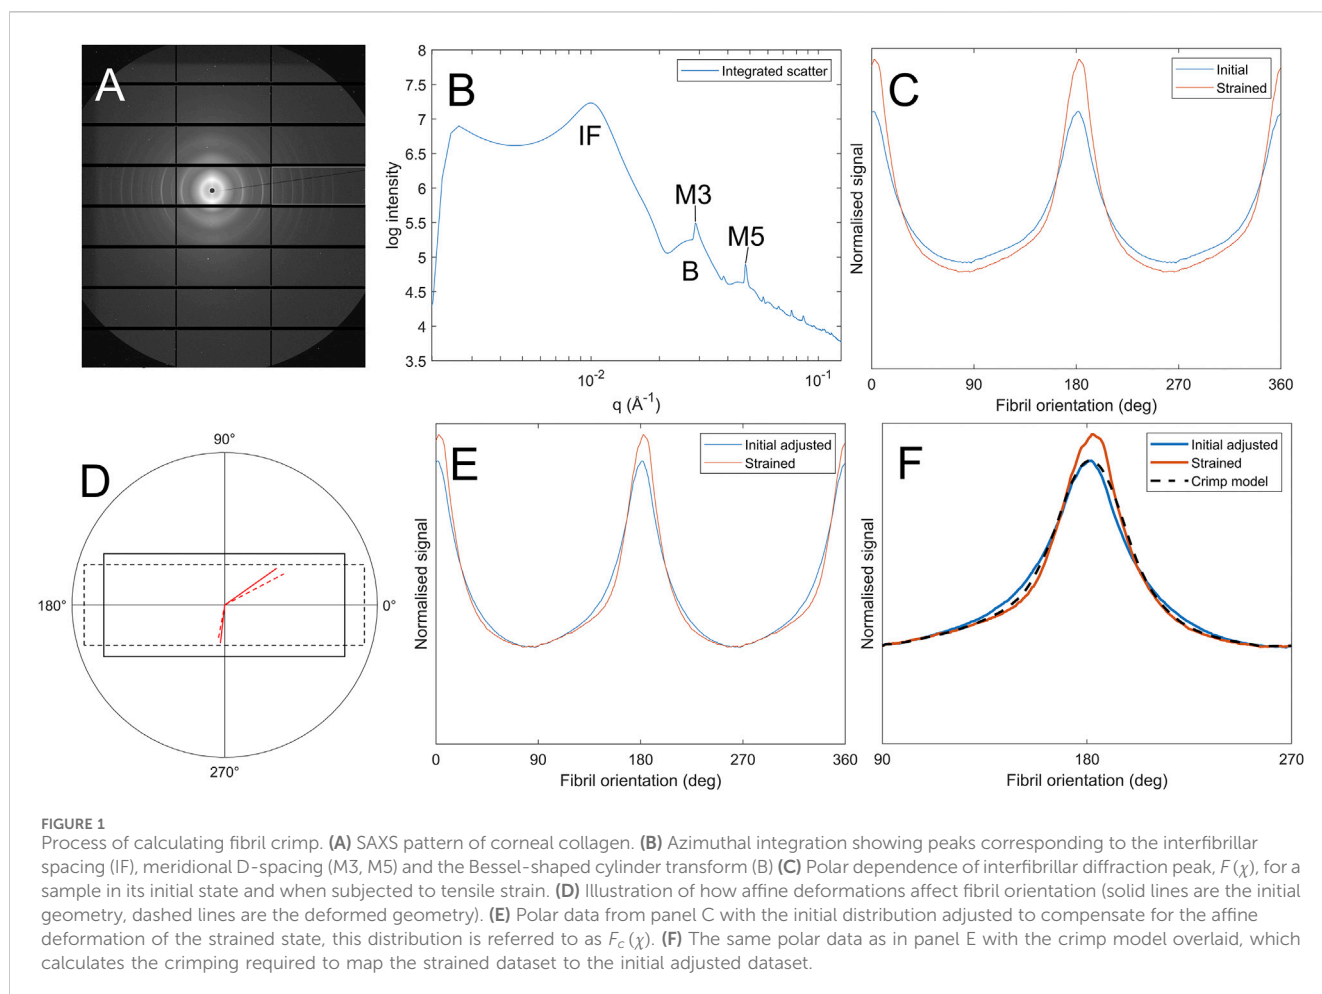 A
B
Integrated scatter
8
7.5
7
6.5
6
5.5
5
4.5
4
3.5
log intensity
IF
M3
M5
B
10⁻²
10⁻¹
q (Å⁻¹)
C
Initial
Strained
Normalised signal
0
90
180
270
360
Fibril orientation (deg)
D
90°
180°
0°
270°
E
Initial adjusted
Strained
Normalised signal
0
90
180
270
360
Fibril orientation (deg)
F
Initial adjusted
Strained
Crimp model
Normalised signal
90
180
270
Fibril orientation (deg)
FIGURE 1
Process of calculating fibril crimp. (A) SAXS pattern of corneal collagen. (B) Azimuthal integration showing peaks corresponding to the interfibrillar
spacing (IF), meridional D-spacing (M3, M5) and the Bessel-shaped cylinder transform (B) (C) Polar dependence of interfibrillar diffraction peak, F(χ), for a
sample in its initial state and when subjected to tensile strain. (D) Illustration of how affine deformations affect fibril orientation (solid lines are the initial
geometry, dashed lines are the deformed geometry). (E) Polar data from panel C with the initial distribution adjusted to compensate for the affine
deformation of the strained state, this distribution is referred to as F_c(χ). (F) The same polar data as in panel E with the crimp model overlaid, which
calculates the crimping required to map the strained dataset to the initial adjusted dataset.